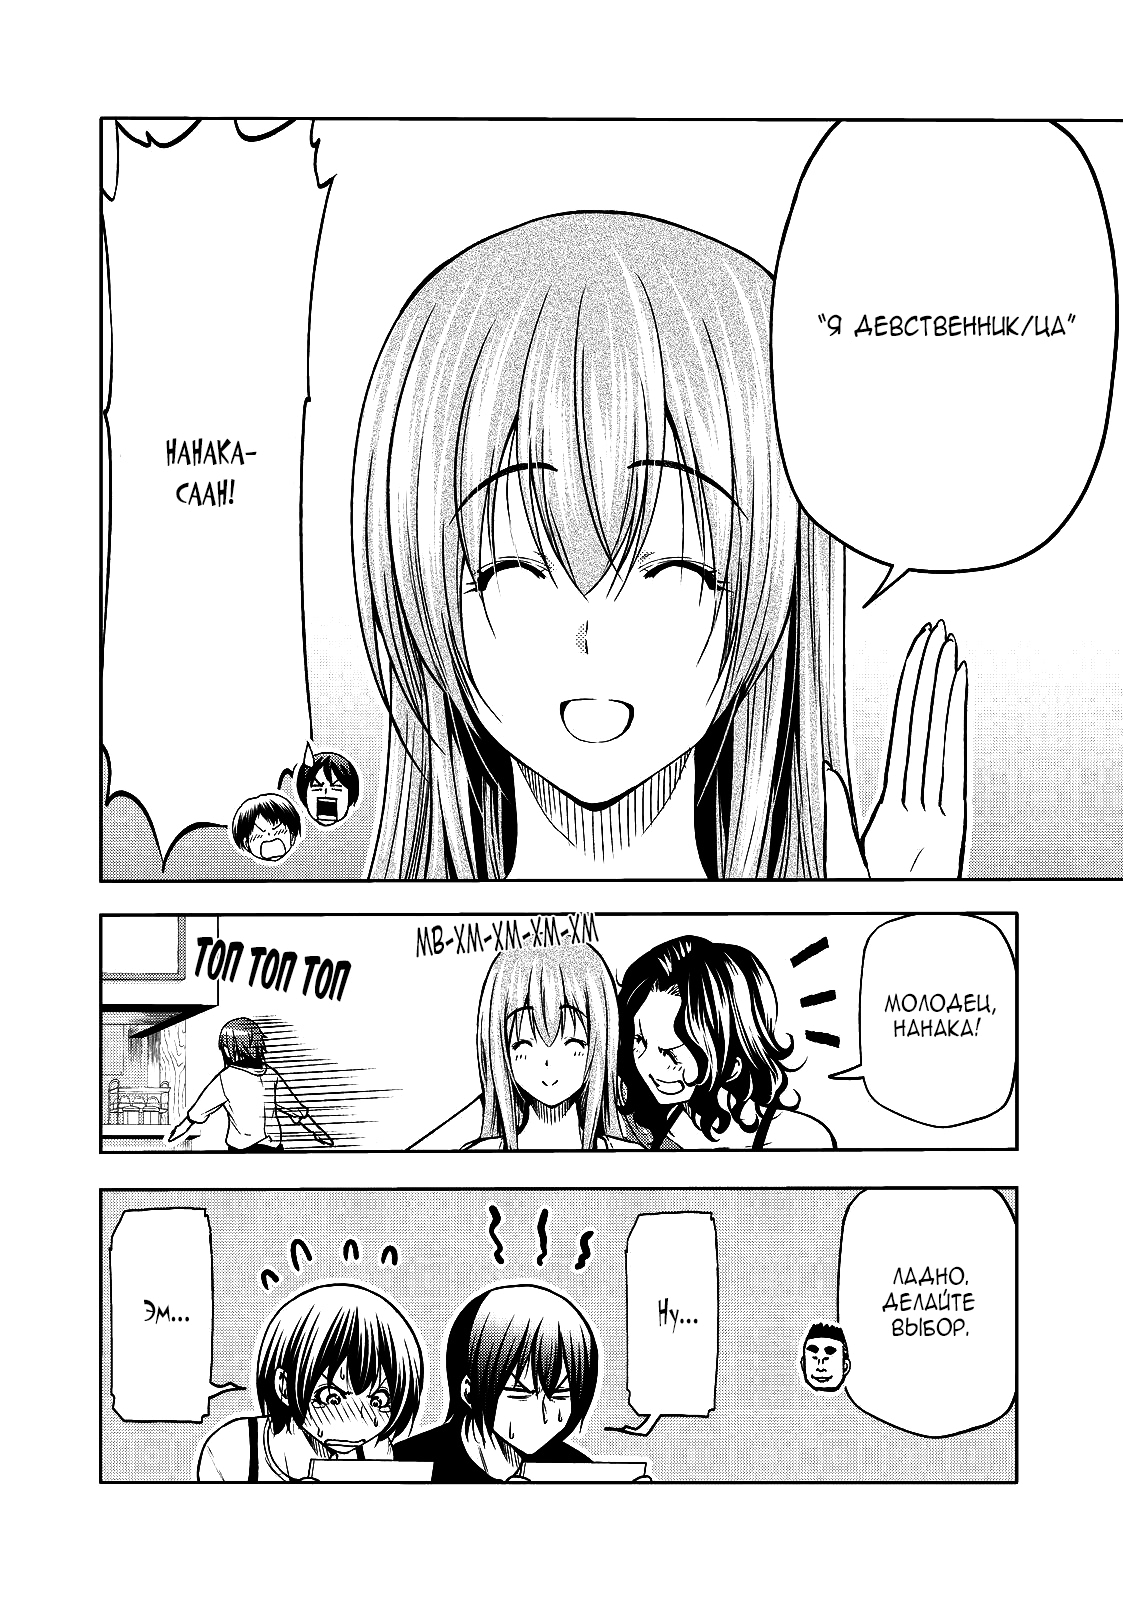 "Я ДЕВСТВЕННИК/ЦА"
НАНАКА-
СААН!
МОЛОДЕЦ,
НАНАКА!
МВ-ХМ-ХМ-ХМ-ХМ
ТОП ТОП ТОП
ЛАДНО,
ДЕЛАЙТЕ
ВЫБОР.
Ну...
Эм...